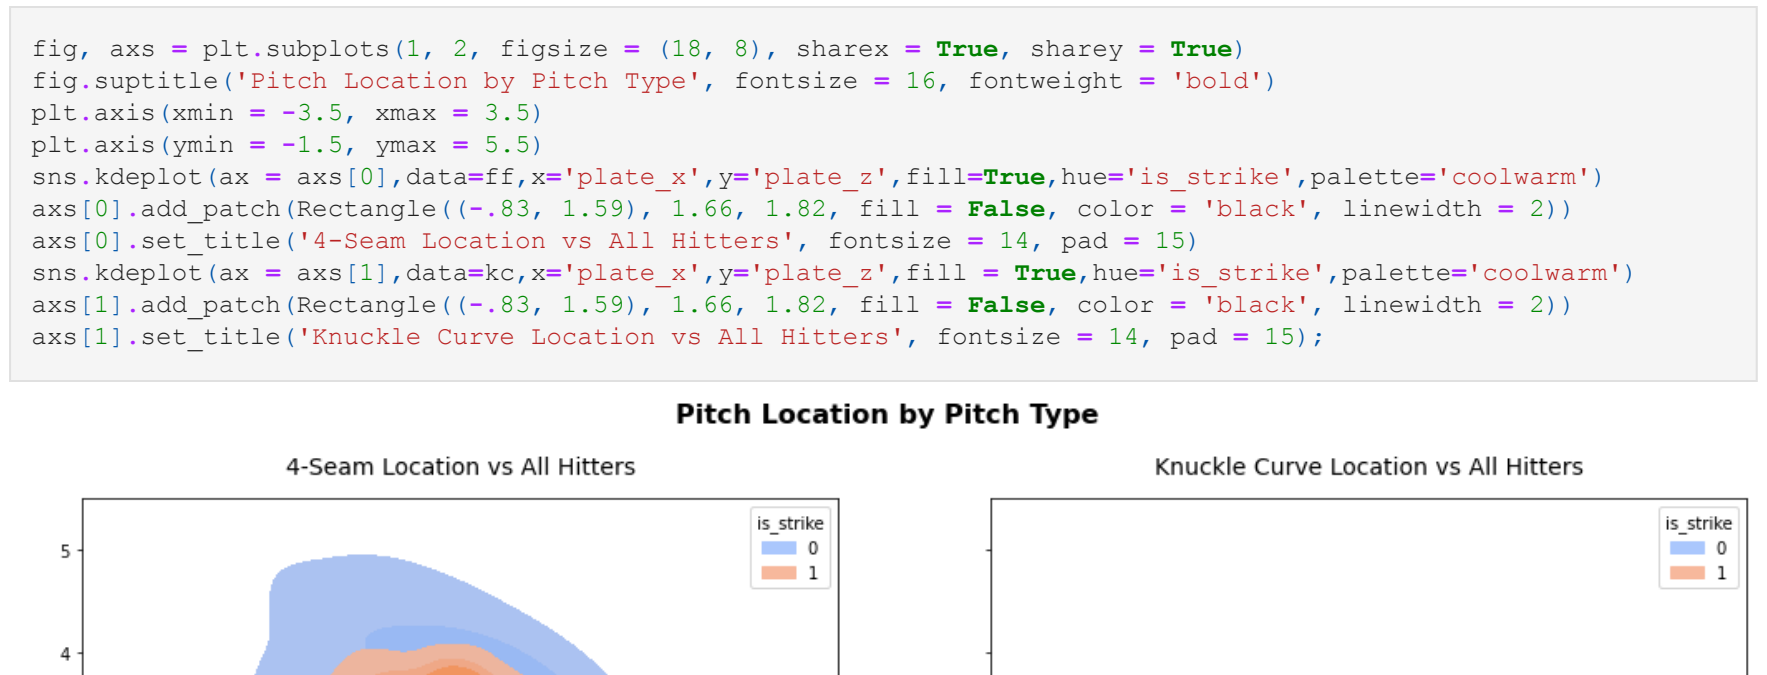 fig, axs = plt.subplots(1, 2, figsize = (18, 8), sharex = True, sharey = True)
fig.suptitle('Pitch Location by Pitch Type', fontsize = 16, fontweight = 'bold')
plt.axis(xmin = -3.5, xmax = 3.5)
plt.axis(ymin = -1.5, ymax = 5.5)
sns.kdeplot(ax = axs[0],data=ff,x='plate_x',y='plate_z',fill=True,hue='is_strike',palette='coolwarm')
axs[0].add_patch(Rectangle((-.83, 1.59), 1.66, 1.82, fill = False, color = 'black', linewidth = 2))
axs[0].set_title('4-Seam Location vs All Hitters', fontsize = 14, pad = 15)
sns.kdeplot(ax = axs[1],data=kc,x='plate_x',y='plate_z',fill = True,hue='is_strike',palette='coolwarm')
axs[1].add_patch(Rectangle((-.83, 1.59), 1.66, 1.82, fill = False, color = 'black', linewidth = 2))
axs[1].set_title('Knuckle Curve Location vs All Hitters', fontsize = 14, pad = 15);
Pitch Location by Pitch Type
4-Seam Location vs All Hitters
is_strike
0
1
5
4
Knuckle Curve Location vs All Hitters
is_strike
0
1